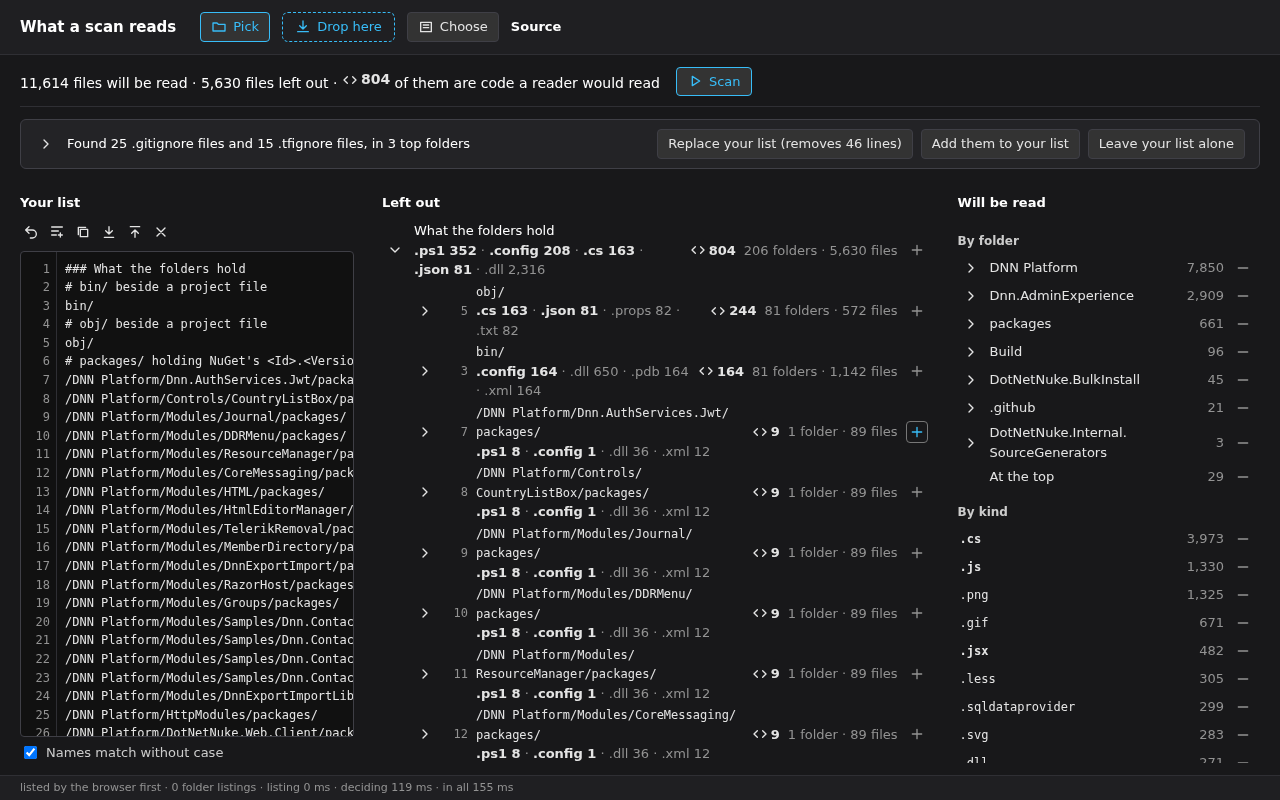 What a scan reads
Pick
Drop here
Choose
Source
11,614 files will be read · 5,630 files left out · 804 of them are code a reader would read
Scan
Found 25 .gitignore files and 15 .tfignore files, in 3 top folders
Replace your list (removes 46 lines)
Add them to your list
Leave your list alone
Your list
1 ### What the folders hold
2 # bin/ beside a project file
3 bin/
4 # obj/ beside a project file
5 obj/
6 # packages/ holding NuGet's <Id>.<Versio
7 /DNN Platform/Dnn.AuthServices.Jwt/packa
8 /DNN Platform/Controls/CountryListBox/pa
9 /DNN Platform/Modules/Journal/packages/
10 /DNN Platform/Modules/DDRMenu/packages/
11 /DNN Platform/Modules/ResourceManager/pa
12 /DNN Platform/Modules/CoreMessaging/pack
13 /DNN Platform/Modules/HTML/packages/
14 /DNN Platform/Modules/HtmlEditorManager/
15 /DNN Platform/Modules/TelerikRemoval/pac
16 /DNN Platform/Modules/MemberDirectory/pa
17 /DNN Platform/Modules/DnnExportImport/pa
18 /DNN Platform/Modules/RazorHost/packages
19 /DNN Platform/Modules/Groups/packages/
20 /DNN Platform/Modules/Samples/Dnn.Contac
21 /DNN Platform/Modules/Samples/Dnn.Contac
22 /DNN Platform/Modules/Samples/Dnn.Contac
23 /DNN Platform/Modules/Samples/Dnn.Contac
24 /DNN Platform/Modules/DnnExportImportLib
25 /DNN Platform/HttpModules/packages/
26 /DNN Platform/DotNetNuke.Web.Client/pack
Names match without case
Left out
What the folders hold
.ps1 352 · .config 208 · .cs 163 ·
.json 81 · .dll 2,316
804 206 folders · 5,630 files
obj/
5 .cs 163 · .json 81 · .props 82 ·
.txt 82
244 81 folders · 572 files
bin/
3 .config 164 · .dll 650 · .pdb 164
· .xml 164
164 81 folders · 1,142 files
/DNN Platform/Dnn.AuthServices.Jwt/
7 packages/
9 1 folder · 89 files
.ps1 8 · .config 1 · .dll 36 · .xml 12
/DNN Platform/Controls/
8 CountryListBox/packages/
9 1 folder · 89 files
.ps1 8 · .config 1 · .dll 36 · .xml 12
/DNN Platform/Modules/Journal/
9 packages/
9 1 folder · 89 files
.ps1 8 · .config 1 · .dll 36 · .xml 12
/DNN Platform/Modules/DDRMenu/
10 packages/
9 1 folder · 89 files
.ps1 8 · .config 1 · .dll 36 · .xml 12
/DNN Platform/Modules/
11 ResourceManager/packages/
9 1 folder · 89 files
.ps1 8 · .config 1 · .dll 36 · .xml 12
/DNN Platform/Modules/CoreMessaging/
12 packages/
9 1 folder · 89 files
.ps1 8 · .config 1 · .dll 36 · .xml 12
Will be read
By folder
DNN Platform 7,850
Dnn.AdminExperience 2,909
packages 661
Build 96
DotNetNuke.BulkInstall 45
.github 21
DotNetNuke.Internal.
SourceGenerators 3
At the top 29
By kind
.cs 3,973
.js 1,330
.png 1,325
.gif 671
.jsx 482
.less 305
.sqldataprovider 299
.svg 283
.dll 271
listed by the browser first · 0 folder listings · listing 0 ms · deciding 119 ms · in all 155 ms